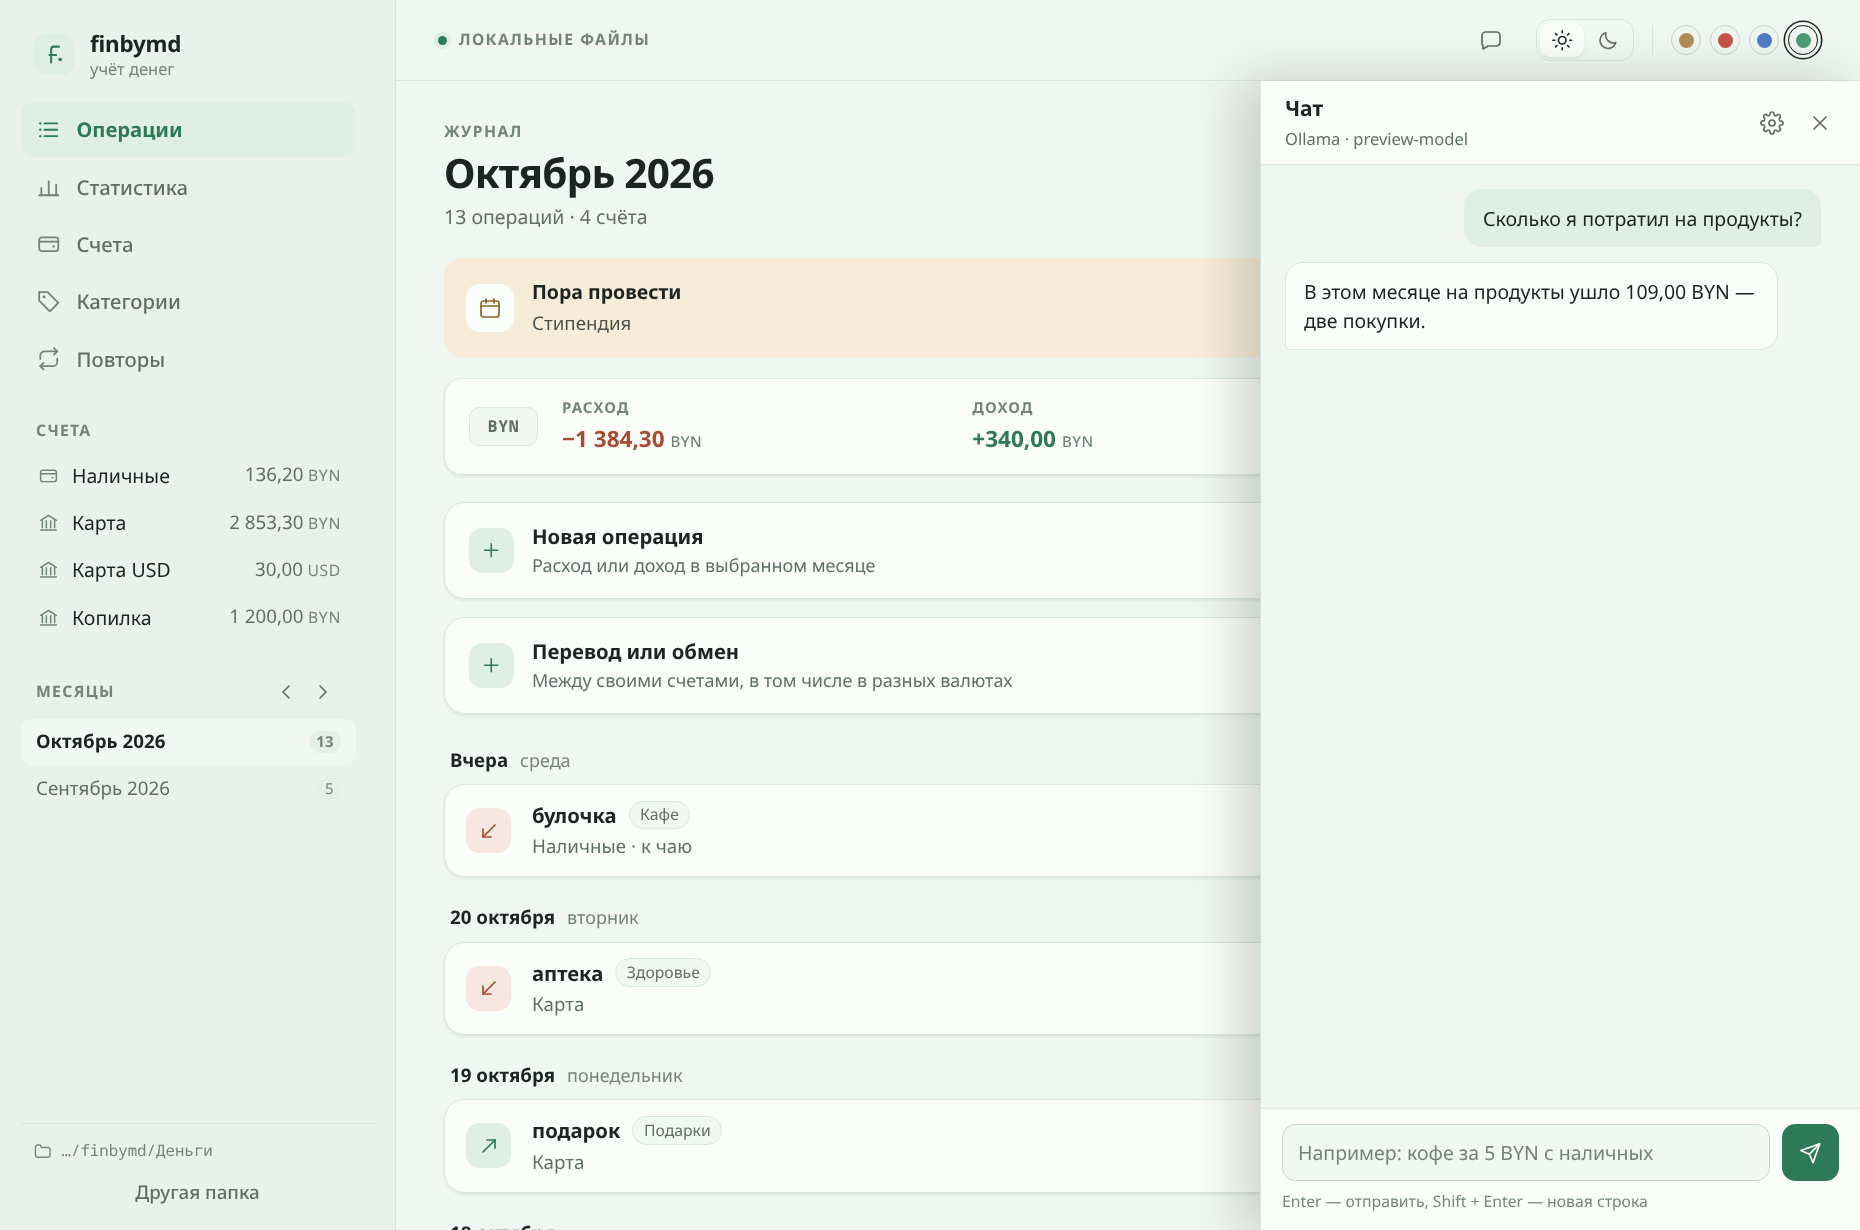 finbymd
учёт денег
Операции
Статистика
Счета
Категории
Повторы
СЧЕТА
Наличные 136,20 BYN
Карта 2 853,30 BYN
Карта USD 30,00 USD
Копилка 1 200,00 BYN
МЕСЯЦЫ
Октябрь 2026 13
Сентябрь 2026 5
…/finbymd/Деньги
Другая папка
ЛОКАЛЬНЫЕ ФАЙЛЫ
ЖУРНАЛ
Октябрь 2026
13 операций · 4 счёта
Пора провести
Стипендия
BYN
РАСХОД
−1 384,30 BYN
ДОХОД
+340,00 BYN
Новая операция
Расход или доход в выбранном месяце
Перевод или обмен
Между своими счетами, в том числе в разных валютах
Вчера среда
булочка Кафе
Наличные · к чаю
20 октября вторник
аптека Здоровье
Карта
19 октября понедельник
подарок Подарки
Карта
Чат
Ollama · preview-model
Сколько я потратил на продукты?
В этом месяце на продукты ушло 109,00 BYN —
две покупки.
Например: кофе за 5 BYN с наличных
Enter — отправить, Shift + Enter — новая строка